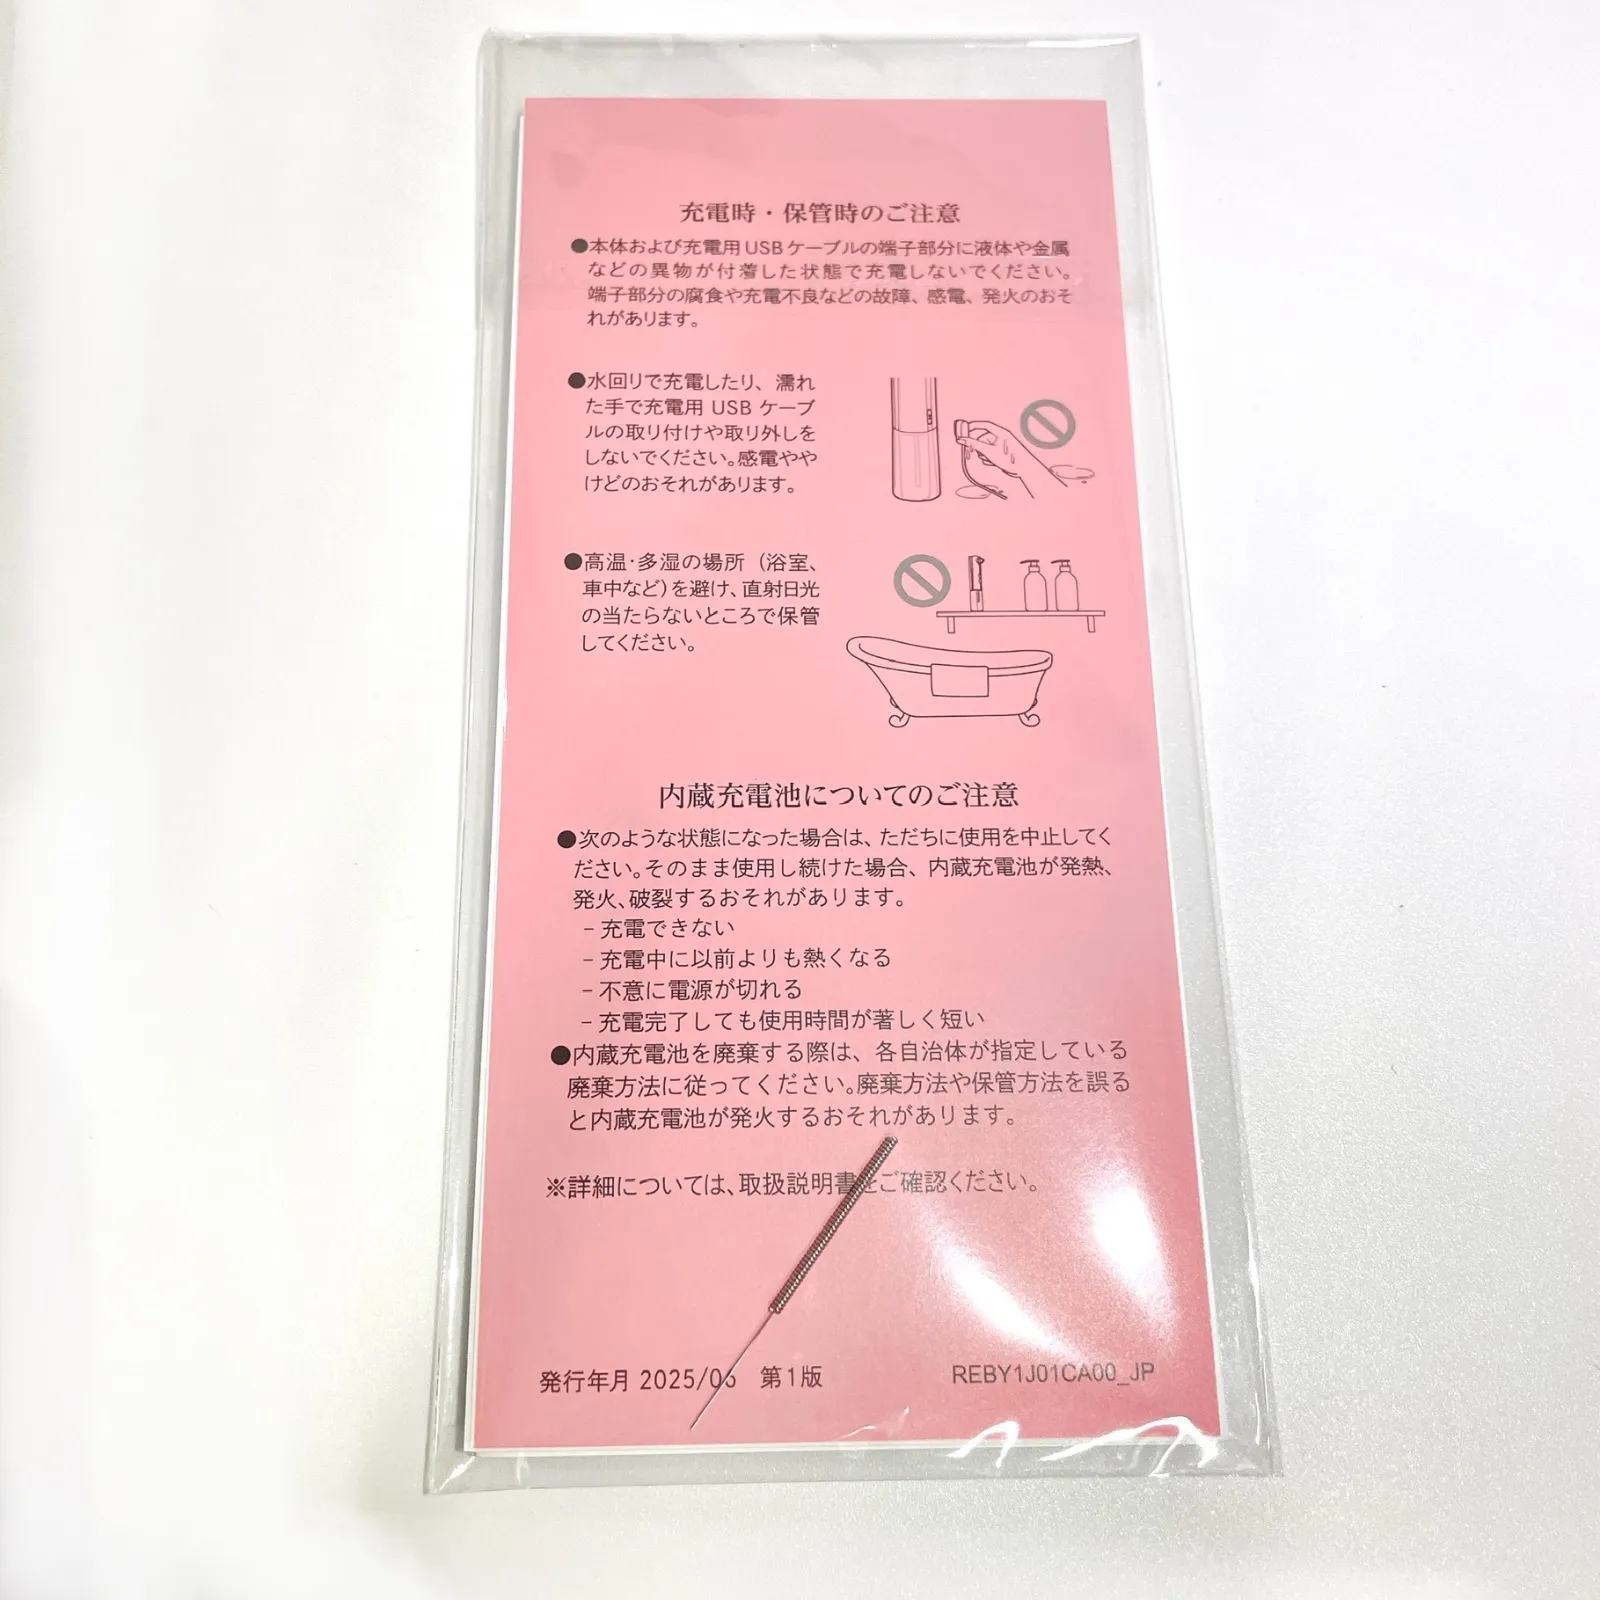 充電時・保管時のご注意
●本体および充電用USBケーブルの端子部分に液体や金属
などの異物が付着した状態で充電しないでください。
端子部分の腐食や充電不良などの故障、感電、発火のおそ
れがあります。
●水回りで充電したり、濡れ
た手で充電用 USB ケーブ
ルの取り付けや取り外しを
しないでください。感電やや
けどのおそれがあります。
●高温・多湿の場所（浴室、
車中など）を避け、直射日光
の当たらないところで保管
してください。
内蔵充電池についてのご注意
●次のような状態になった場合は、ただちに使用を中止してく
ださい。そのまま使用し続けた場合、内蔵充電池が発熱、
発火、破裂するおそれがあります。
- 充電できない
- 充電中に以前よりも熱くなる
- 不意に電源が切れる
- 充電完了しても使用時間が著しく短い
●内蔵充電池を廃棄する際は、各自治体が指定している
廃棄方法に従ってください。廃棄方法や保管方法を誤る
と内蔵充電池が発火するおそれがあります。
※詳細については、取扱説明書をご確認ください。
発行年月 2025/06 第1版
REBY1J01CA00_JP